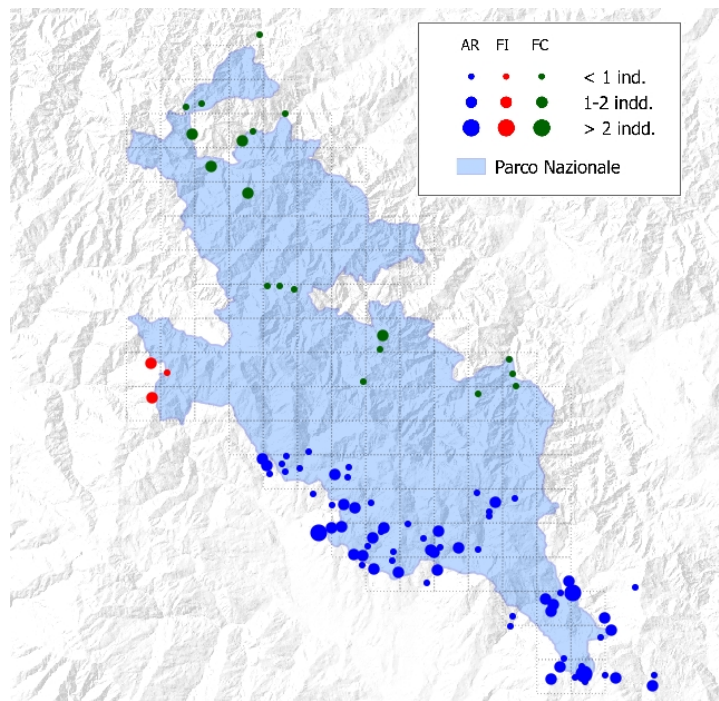 AR FI FC
< 1 ind.
1-2 indd.
> 2 indd.
Parco Nazionale